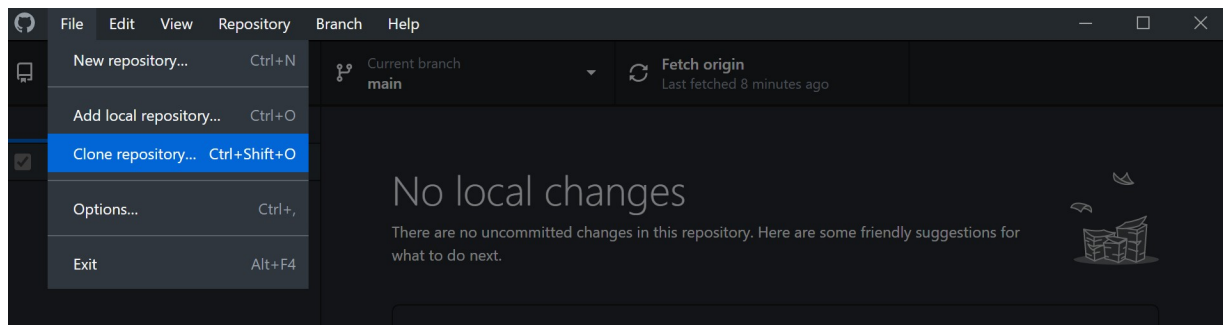 File Edit View Repository Branch Help
New repository... Ctrl+N
Add local repository... Ctrl+O
Clone repository... Ctrl+Shift+O
Options... Ctrl+,
Exit Alt+F4
Current branch
main
Fetch origin
Last fetched 8 minutes ago
No local changes
There are no uncommitted changes in this repository. Here are some friendly suggestions for
what to do next.